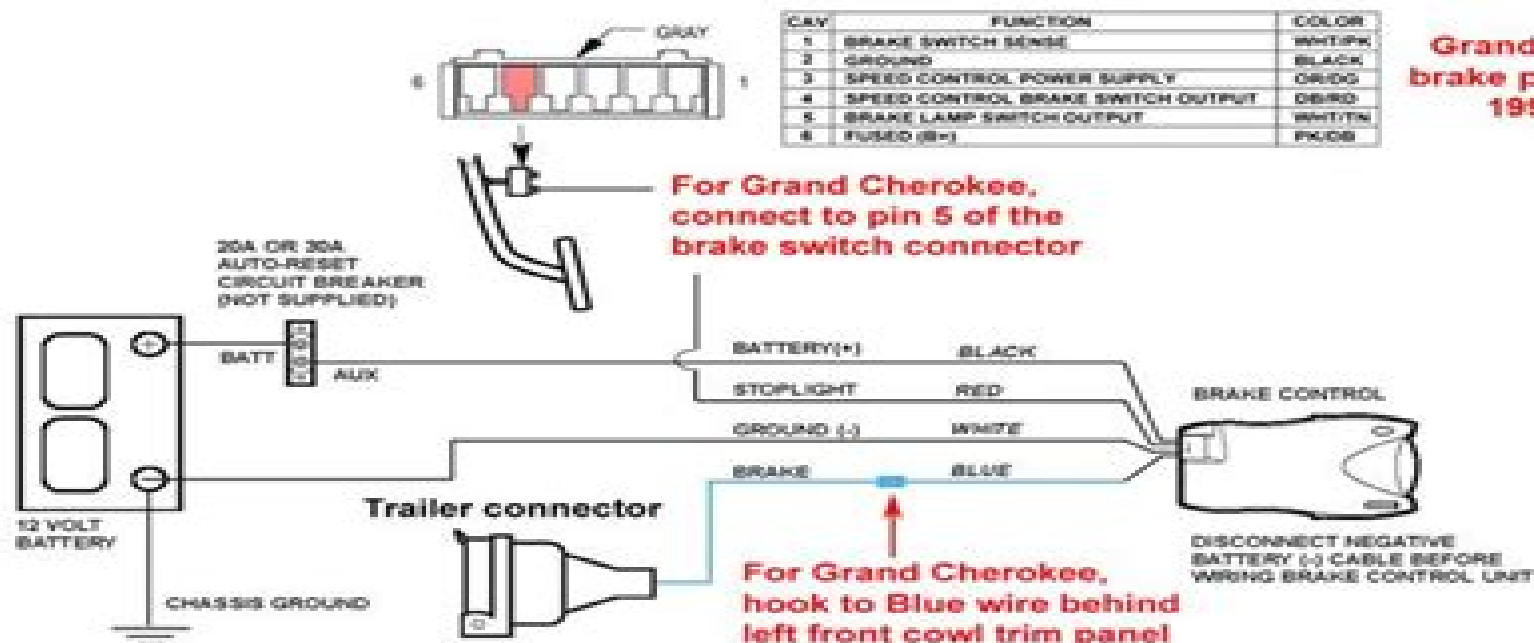 GRAY
6
1
CAV FUNCTION COLOR
1 BRAKE SWITCH SENSE WHT/PK
2 GROUND BLACK
3 SPEED CONTROL POWER SUPPLY OR/DG
4 SPEED CONTROL BRAKE SWITCH OUTPUT DB/RD
5 BRAKE LAMP SWITCH OUTPUT WHT/TN
6 FUSED (B+) PK/DB
Grand
brake p
199
For Grand Cherokee,
connect to pin 5 of the
brake switch connector
20A OR 30A
AUTO-RESET
CIRCUIT BREAKER
(NOT SUPPLIED)
BATT
AUX
BATTERY(+) BLACK
STOPLIGHT RED
GROUND (-) WHITE
BRAKE BLUE
BRAKE CONTROL
+
-
12 VOLT
BATTERY
CHASSIS GROUND
Trailer connector
For Grand Cherokee,
hook to Blue wire behind
left front cowl trim panel
DISCONNECT NEGATIVE
BATTERY (-) CABLE BEFORE
WIRING BRAKE CONTROL UNIT